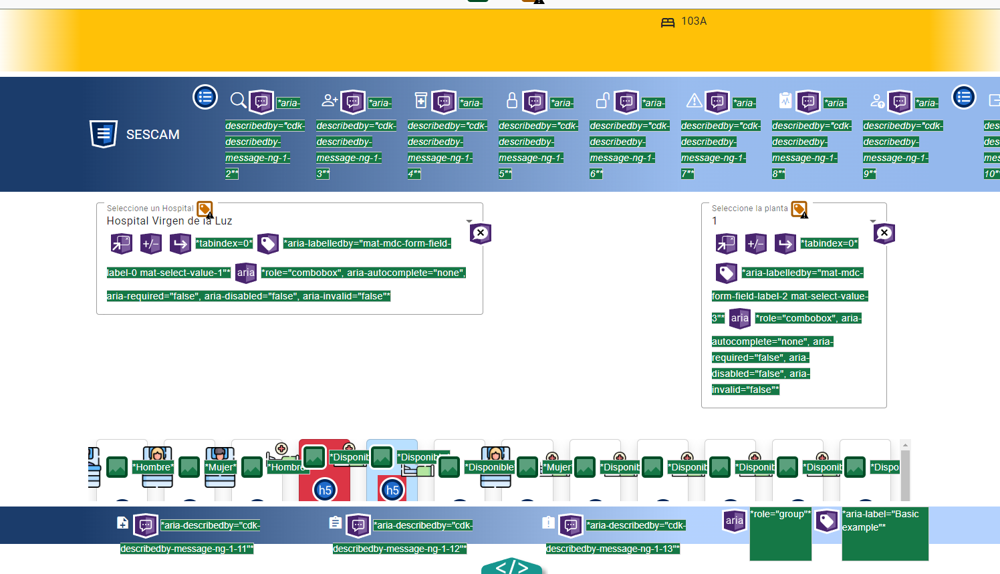 103A
SESCAM
*aria-describedby="cdk-describedby-message-ng-1-2"*
*aria-describedby="cdk-describedby-message-ng-1-3"*
*aria-describedby="cdk-describedby-message-ng-1-4"*
*aria-describedby="cdk-describedby-message-ng-1-5"*
*aria-describedby="cdk-describedby-message-ng-1-6"*
*aria-describedby="cdk-describedby-message-ng-1-7"*
*aria-describedby="cdk-describedby-message-ng-1-8"*
*aria-describedby="cdk-describedby-message-ng-1-9"*
des
des
mes
10"*
Seleccione un Hospital
Hospital Virgen de la Luz
+/− *tabindex=0* *aria-labelledby="mat-mdc-form-field-
label-0 mat-select-value-1"* aria *role="combobox", aria-autocomplete="none",
aria-required="false", aria-disabled="false", aria-invalid="false"*
Seleccione la planta
1
+/− *tabindex=0*
*aria-labelledby="mat-mdc-
form-field-label-2 mat-select-value-
3"* aria *role="combobox", aria-
autocomplete="none", aria-
required="false", aria-
disabled="false", aria-
invalid="false"*
*Hombre* *Mujer* *Hombre *Disponib *Disponibl *Disponible *Mujer *Disponib *Disponib *Disponib *Disponib *Dispo
h5 h5
*aria-describedby="cdk-
describedby-message-ng-1-11"*
*aria-describedby="cdk-
describedby-message-ng-1-12"*
*aria-describedby="cdk-
describedby-message-ng-1-13"*
aria *role="group"* *aria-label="Basic
example"*
</>